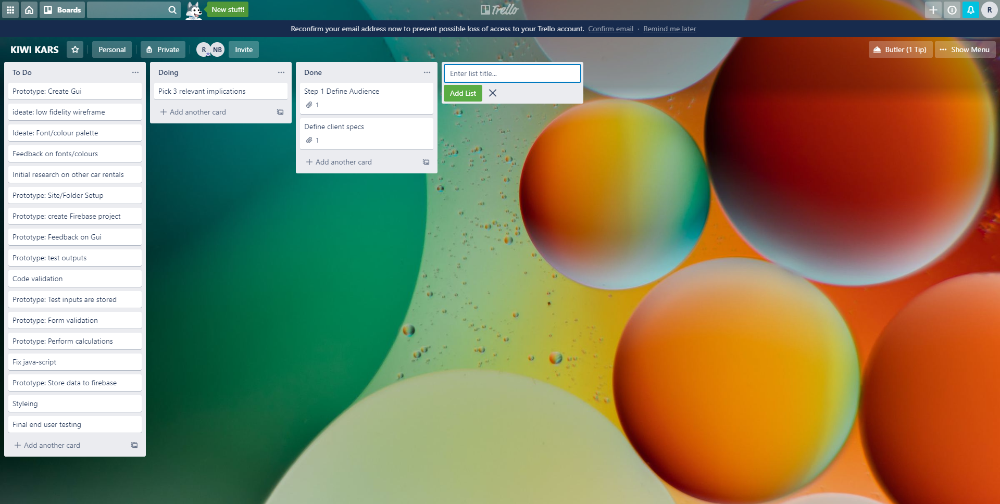 Boards
New stuff!
Trello
R
Reconfirm your email address now to prevent possible loss of access to your Trello account. Confirm email · Remind me later
KIWI KARS
Personal
Private
R
NB
Invite
Butler (1 Tip)
Show Menu
To Do
Prototype: Create Gui
ideate: low fidelity wireframe
Ideate: Font/colour palette
Feedback on fonts/colours
Initial research on other car rentals
Prototype: Site/Folder Setup
Prototype: create Firebase project
Prototype: Feedback on Gui
Prototype: test outputs
Code validation
Prototype: Test inputs are stored
Prototype: Form validation
Prototype: Perform calculations
Fix java-script
Prototype: Store data to firebase
Styleing
Final end user testing
Add another card
Doing
Pick 3 relevant implications
Add another card
Done
Step 1 Define Audience
1
Define client specs
1
Add another card
Enter list title...
Add List